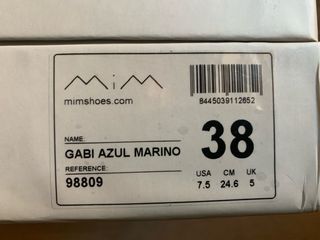 MiM
mimshoes.com
8445039112652
NAME:
GABI AZUL MARINO
REFERENCE:
98809
38
USA CM UK
7.5 24.6 5